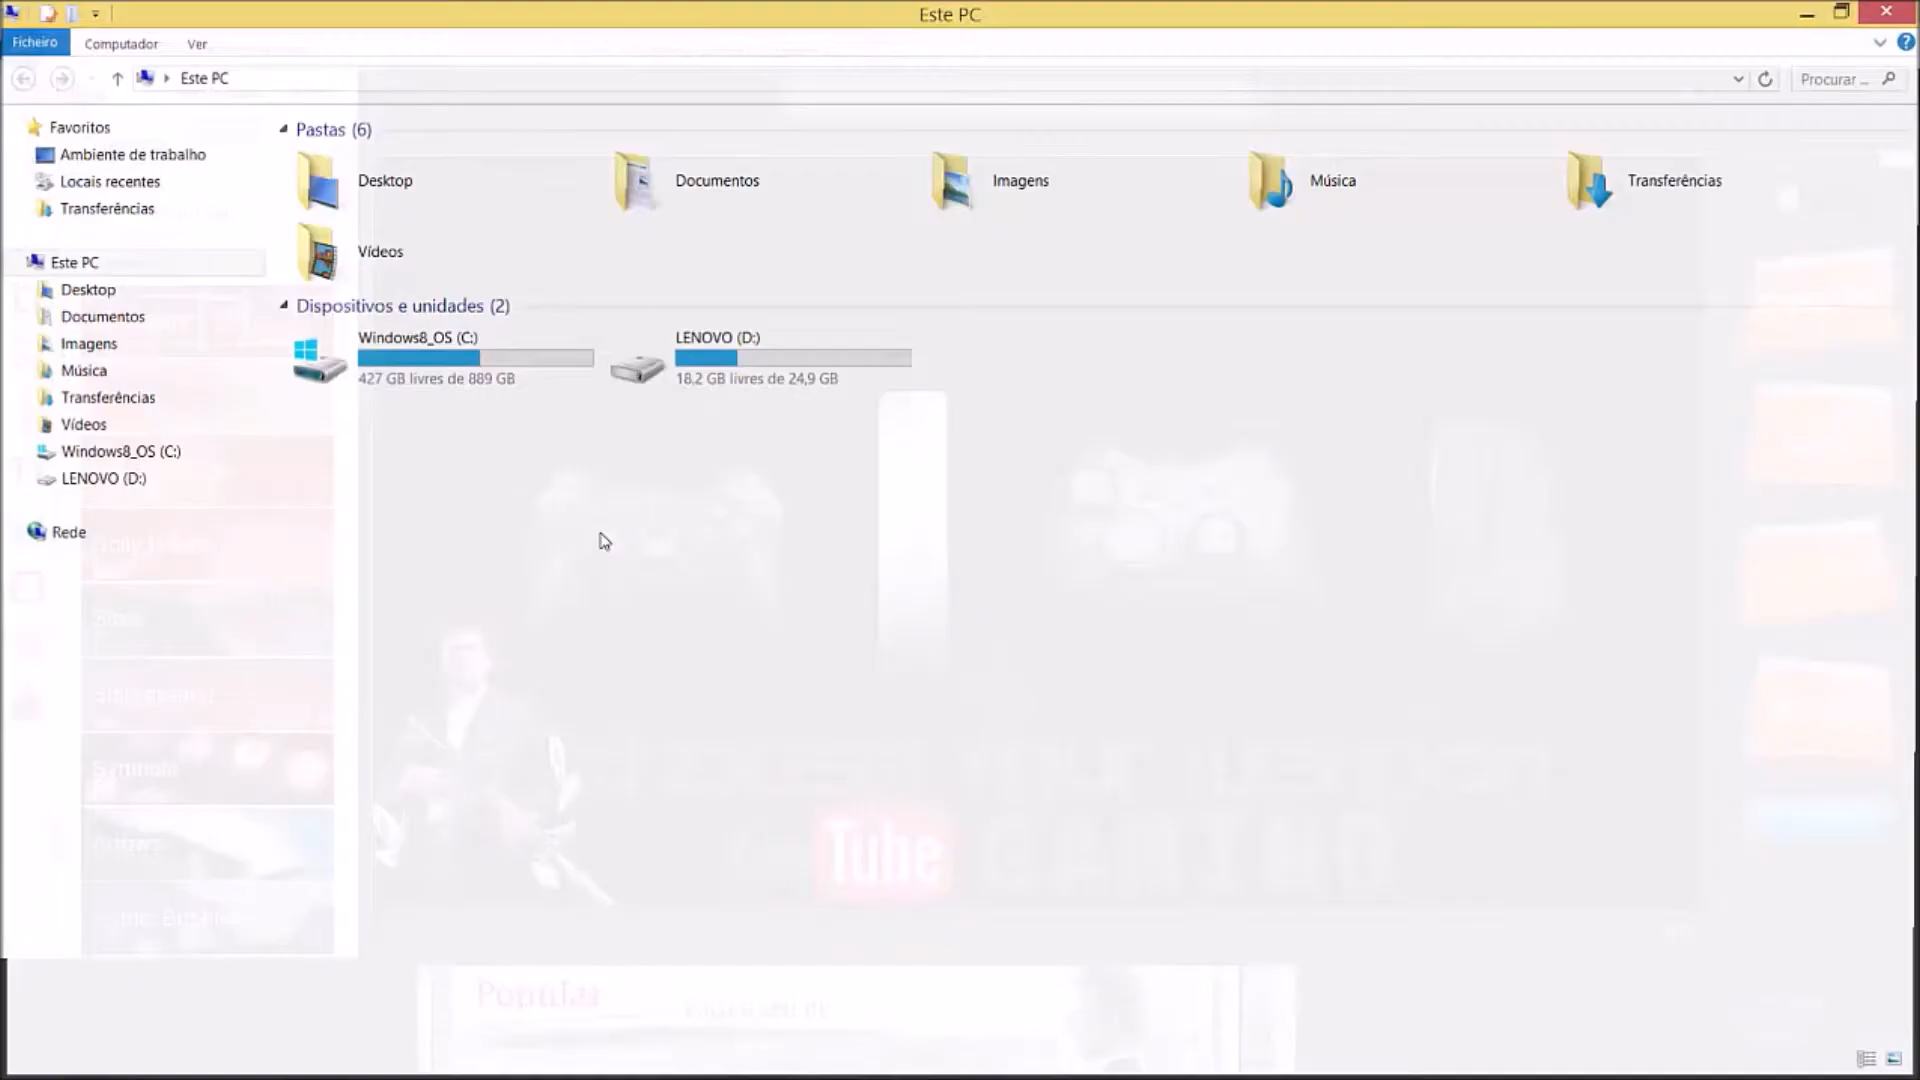 Este PC
Ficheiro
Computador
Ver
Este PC
Procurar ...
Favoritos
Ambiente de trabalho
Locais recentes
Transferências
Este PC
Desktop
Documentos
Imagens
Música
Transferências
Vídeos
Windows8_OS (C:)
LENOVO (D:)
Rede
Pastas (6)
Desktop
Documentos
Imagens
Música
Transferências
Vídeos
Dispositivos e unidades (2)
Windows8_OS (C:)
427 GB livres de 889 GB
LENOVO (D:)
18,2 GB livres de 24,9 GB
Symbols
Tube GAMING
Popular